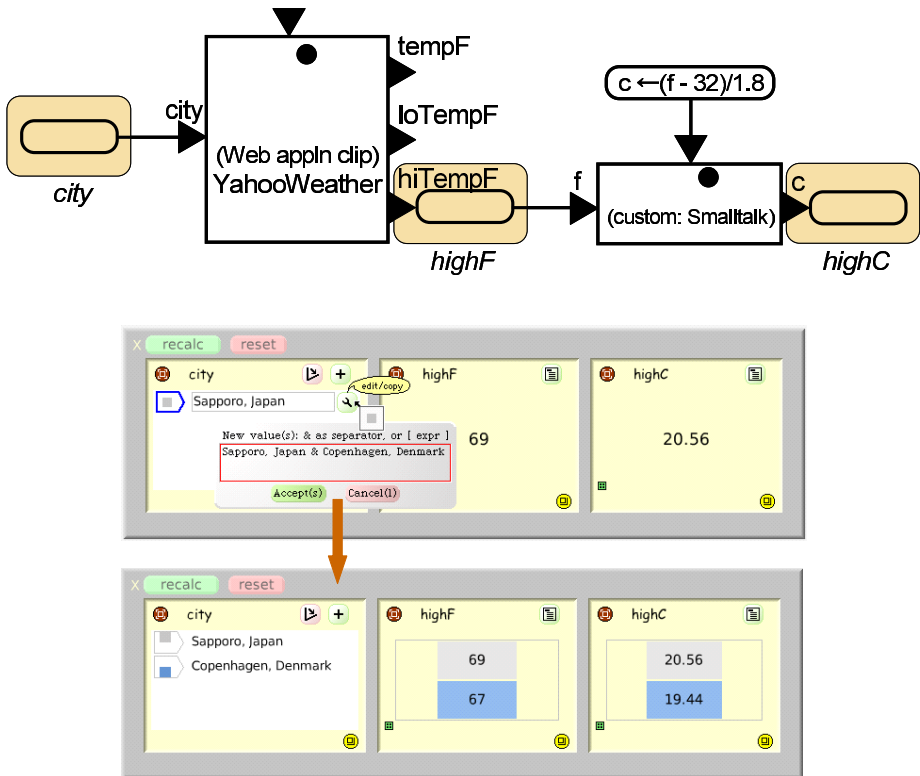 tempF
city
loTempF
(Web appln clip)
YahooWeather
hiTempF
c ←(f - 32)/1.8
f
c
(custom: Smalltalk)
city
highF
highC
X recalc reset
city + highF highC
edit/copy
Sapporo, Japan
New value(s): & as separator, or [ expr ]
Sapporo, Japan & Copenhagen, Denmark
69 20.56
Accept(s) Cancel(l)
X recalc reset
city + highF highC
Sapporo, Japan 69 20.56
Copenhagen, Denmark 67 19.44